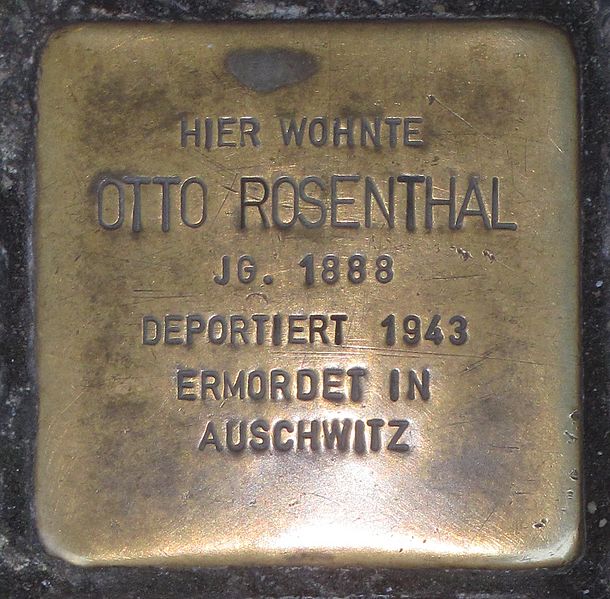 HIER WOHNTE
OTTO ROSENTHAL
JG. 1888
DEPORTIERT 1943
ERMORDET IN
AUSCHWITZ